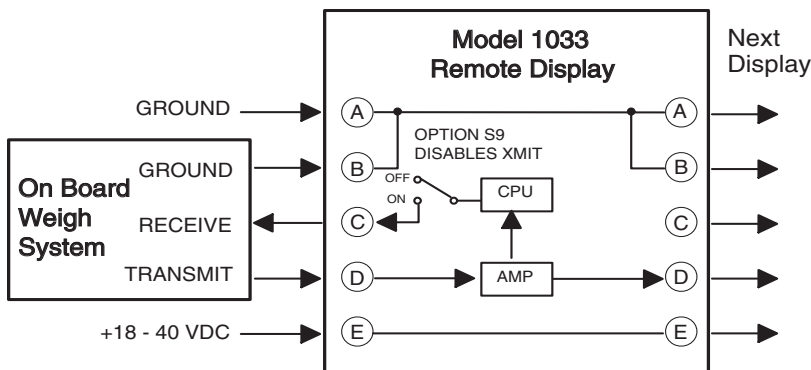 Model 1033
Remote Display
Next
Display
GROUND
A
A
OPTION S9
DISABLES XMIT
On Board
Weigh
System
GROUND
B
B
OFF
CPU
ON
RECEIVE
C
C
TRANSMIT
D
AMP
D
+18 - 40 VDC
E
E